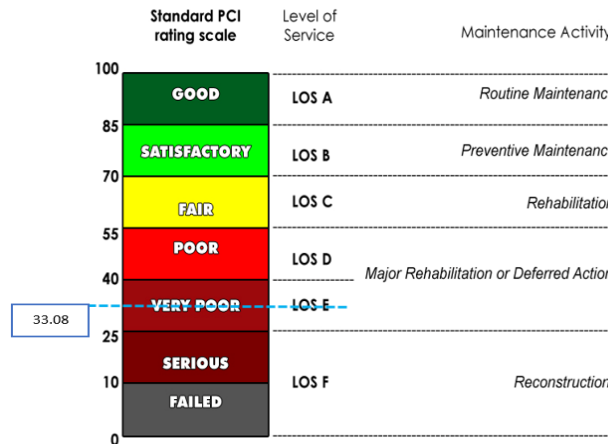 Standard PCI
rating scale
Level of
Service
Maintenance Activity
100
GOOD
LOS A
Routine Maintenance
85
SATISFACTORY
LOS B
Preventive Maintenance
70
FAIR
LOS C
Rehabilitation
55
POOR
LOS D
Major Rehabilitation or Deferred Action
40
VERY POOR
LOS E
33.08
25
SERIOUS
10
LOS F
Reconstruction
FAILED
0